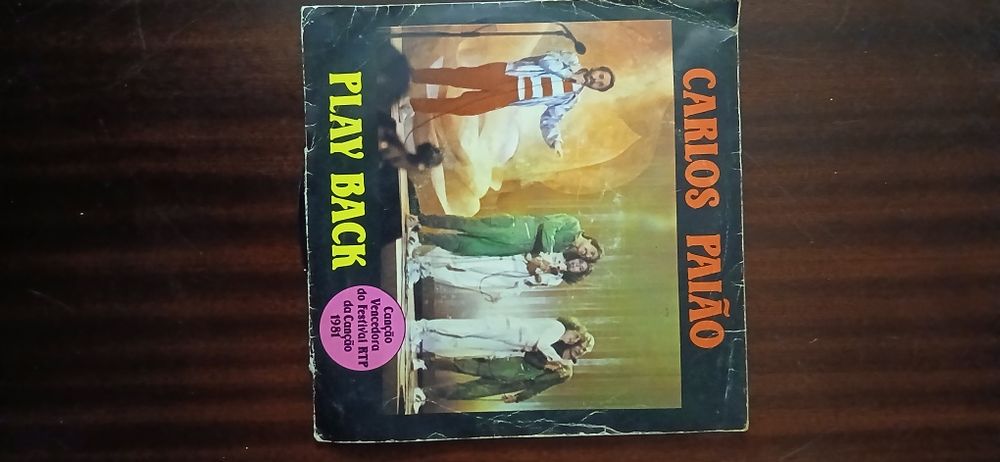 CARLOS PAIÃO
PLAY BACK
Canção
Vencedora
do Festival RTP
da Canção
1981